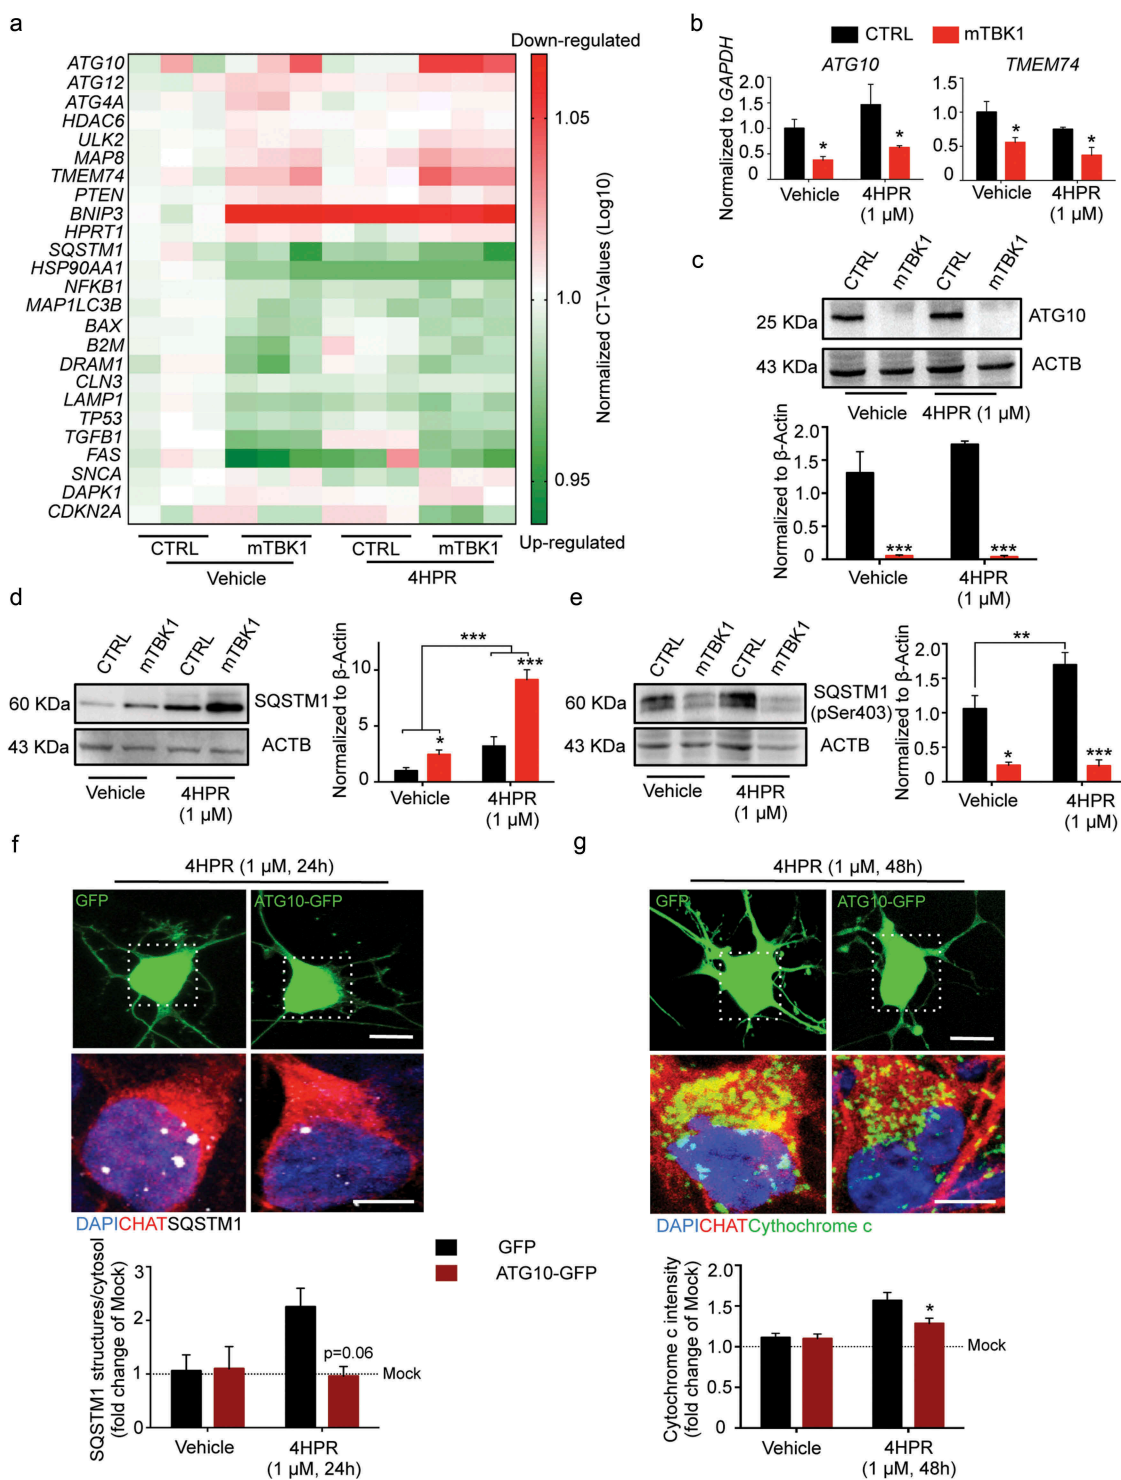 a
Down-regulated
ATG10
ATG12
ATG4A
HDAC6
ULK2
MAP8
TMEM74
PTEN
BNIP3
HPRT1
SQSTM1
HSP90AA1
NFKB1
MAP1LC3B
BAX
B2M
DRAM1
CLN3
LAMP1
TP53
TGFB1
FAS
SNCA
DAPK1
CDKN2A
1.05
1.0
0.95
Normalized CT-Values (Log10)
Up-regulated
CTRL mTBK1 CTRL mTBK1
Vehicle 4HPR
b
CTRL mTBK1
ATG10 TMEM74
Normalized to GAPDH
2.0
1.5
1.0
0.5
0
* *
Vehicle 4HPR
(1 μM)
1.5
1.0
0.5
0
* *
Vehicle 4HPR
(1 μM)
c
CTRL mTBK1 CTRL mTBK1
25 KDa ATG10
43 KDa ACTB
Vehicle 4HPR (1 μM)
Normalized to β-Actin
2.0
1.5
1.0
0.5
0
*** ***
Vehicle 4HPR
(1 μM)
d
CTRL mTBK1 CTRL mTBK1
60 KDa SQSTM1
43 KDa ACTB
Vehicle 4HPR
(1 μM)
Normalized to β-Actin
10
5
0
***
* ***
Vehicle 4HPR
(1 μM)
e
CTRL mTBK1 CTRL mTBK1
60 KDa SQSTM1
(pSer403)
43 KDa ACTB
Vehicle 4HPR
(1 μM)
Normalized to β-Actin
2.0
1.5
1.0
0.5
0
**
* ***
Vehicle 4HPR
(1 μM)
f
4HPR (1 μM, 24h)
GFP ATG10-GFP
DAPICHATSQSTM1
GFP
ATG10-GFP
SQSTM1 structures/cytosol
(fold change of Mock)
3
2
1
0
p=0.06
Mock
Vehicle 4HPR
(1 μM, 24h)
g
4HPR (1 μM, 48h)
GFP ATG10-GFP
DAPICHATCythochrome c
Cytochrome c intensity
(fold change of Mock)
2.0
1.5
1.0
0.5
0
*
Mock
Vehicle 4HPR
(1 μM, 48h)